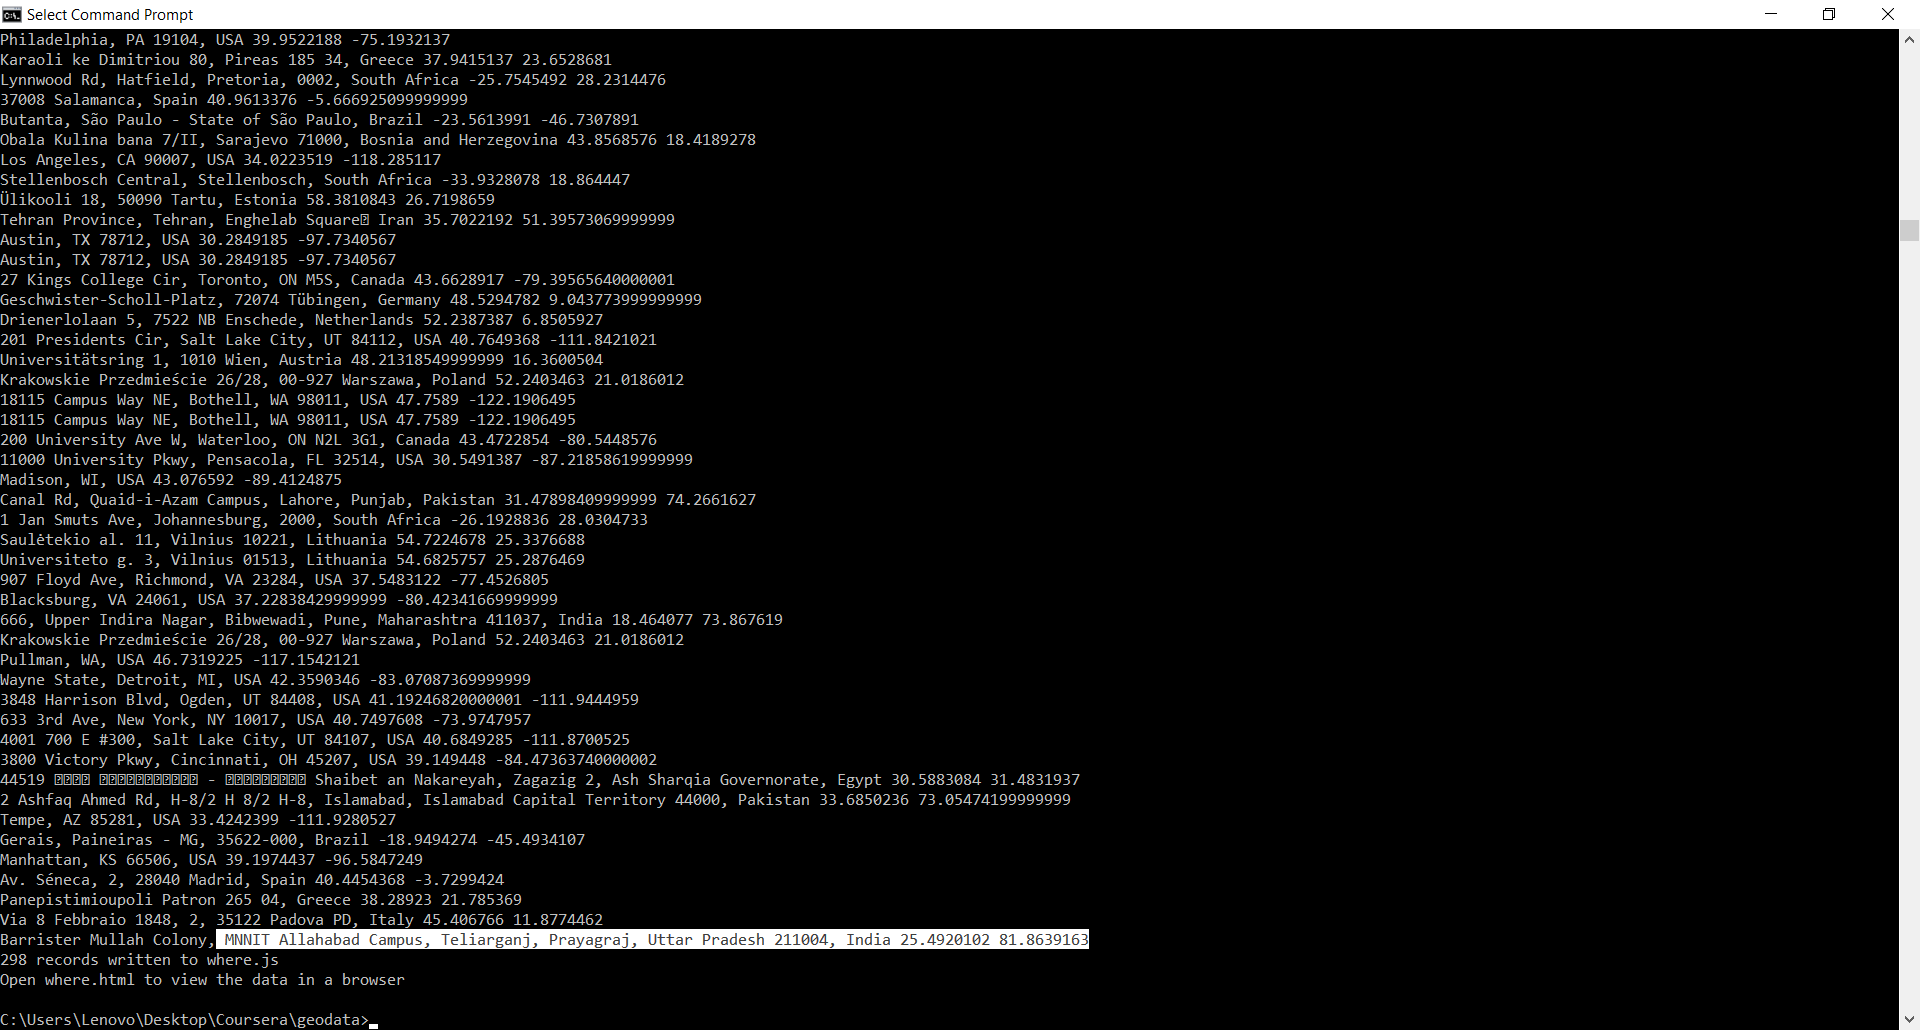 Select Command Prompt
Philadelphia, PA 19104, USA 39.9522188 -75.1932137
Karaoli ke Dimitriou 80, Pireas 185 34, Greece 37.9415137 23.6528681
Lynnwood Rd, Hatfield, Pretoria, 0002, South Africa -25.7545492 28.2314476
37008 Salamanca, Spain 40.9613376 -5.666925099999999
Butanta, São Paulo - State of São Paulo, Brazil -23.5613991 -46.7307891
Obala Kulina bana 7/II, Sarajevo 71000, Bosnia and Herzegovina 43.8568576 18.4189278
Los Angeles, CA 90007, USA 34.0223519 -118.285117
Stellenbosch Central, Stellenbosch, South Africa -33.9328078 18.864447
Ülikooli 18, 50090 Tartu, Estonia 58.3810843 26.7198659
Tehran Province, Tehran, Enghelab Square Iran 35.7022192 51.39573069999999
Austin, TX 78712, USA 30.2849185 -97.7340567
Austin, TX 78712, USA 30.2849185 -97.7340567
27 Kings College Cir, Toronto, ON M5S, Canada 43.6628917 -79.39565640000001
Geschwister-Scholl-Platz, 72074 Tübingen, Germany 48.5294782 9.043773999999999
Drienerlolaan 5, 7522 NB Enschede, Netherlands 52.2387387 6.8505927
201 Presidents Cir, Salt Lake City, UT 84112, USA 40.7649368 -111.8421021
Universitätsring 1, 1010 Wien, Austria 48.21318549999999 16.3600504
Krakowskie Przedmieście 26/28, 00-927 Warszawa, Poland 52.2403463 21.0186012
18115 Campus Way NE, Bothell, WA 98011, USA 47.7589 -122.1906495
18115 Campus Way NE, Bothell, WA 98011, USA 47.7589 -122.1906495
200 University Ave W, Waterloo, ON N2L 3G1, Canada 43.4722854 -80.5448576
11000 University Pkwy, Pensacola, FL 32514, USA 30.5491387 -87.21858619999999
Madison, WI, USA 43.076592 -89.4124875
Canal Rd, Quaid-i-Azam Campus, Lahore, Punjab, Pakistan 31.47898409999999 74.2661627
1 Jan Smuts Ave, Johannesburg, 2000, South Africa -26.1928836 28.0304733
Saulėtekio al. 11, Vilnius 10221, Lithuania 54.7224678 25.3376688
Universiteto g. 3, Vilnius 01513, Lithuania 54.6825757 25.2876469
907 Floyd Ave, Richmond, VA 23284, USA 37.5483122 -77.4526805
Blacksburg, VA 24061, USA 37.22838429999999 -80.42341669999999
666, Upper Indira Nagar, Bibwewadi, Pune, Maharashtra 411037, India 18.464077 73.867619
Krakowskie Przedmieście 26/28, 00-927 Warszawa, Poland 52.2403463 21.0186012
Pullman, WA, USA 46.7319225 -117.1542121
Wayne State, Detroit, MI, USA 42.3590346 -83.07087369999999
3848 Harrison Blvd, Ogden, UT 84408, USA 41.19246820000001 -111.9444959
633 3rd Ave, New York, NY 10017, USA 40.7497608 -73.9747957
4001 700 E #300, Salt Lake City, UT 84107, USA 40.6849285 -111.8700525
3800 Victory Pkwy, Cincinnati, OH 45207, USA 39.149448 -84.47363740000002
44519 - Shaibet an Nakareyah, Zagazig 2, Ash Sharqia Governorate, Egypt 30.5883084 31.4831937
2 Ashfaq Ahmed Rd, H-8/2 H 8/2 H-8, Islamabad, Islamabad Capital Territory 44000, Pakistan 33.6850236 73.05474199999999
Tempe, AZ 85281, USA 33.4242399 -111.9280527
Gerais, Paineiras - MG, 35622-000, Brazil -18.9494274 -45.4934107
Manhattan, KS 66506, USA 39.1974437 -96.5847249
Av. Séneca, 2, 28040 Madrid, Spain 40.4454368 -3.7299424
Panepistimioupoli Patron 265 04, Greece 38.28923 21.785369
Via 8 Febbraio 1848, 2, 35122 Padova PD, Italy 45.406766 11.8774462
Barrister Mullah Colony, MNNIT Allahabad Campus, Teliarganj, Prayagraj, Uttar Pradesh 211004, India 25.4920102 81.8639163
298 records written to where.js
Open where.html to view the data in a browser
C:\Users\Lenovo\Desktop\Coursera\geodata>